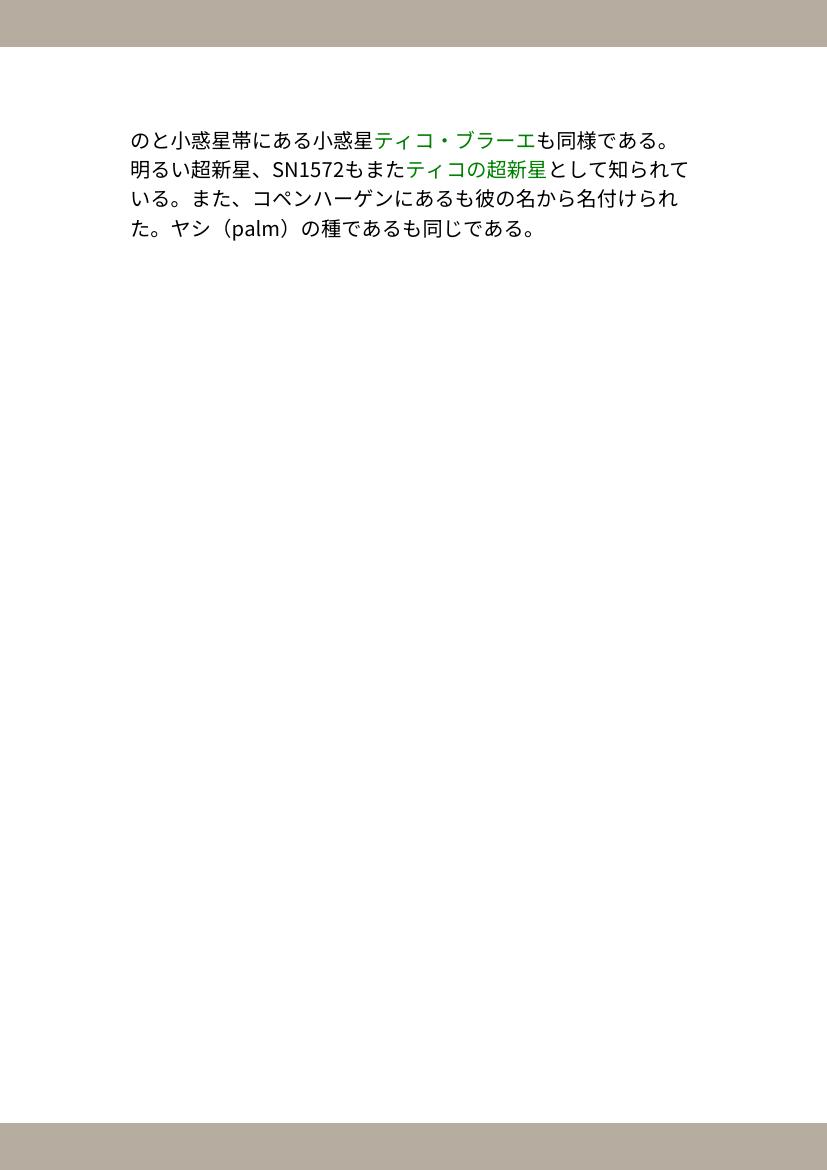 のと小惑星帯にある小惑星ティコ・ブラーエも同様である。
明るい超新星、SN1572もまたティコの超新星として知られて
いる。また、コペンハーゲンにあるも彼の名から名付けられ
た。ヤシ（palm）の種であるも同じである。